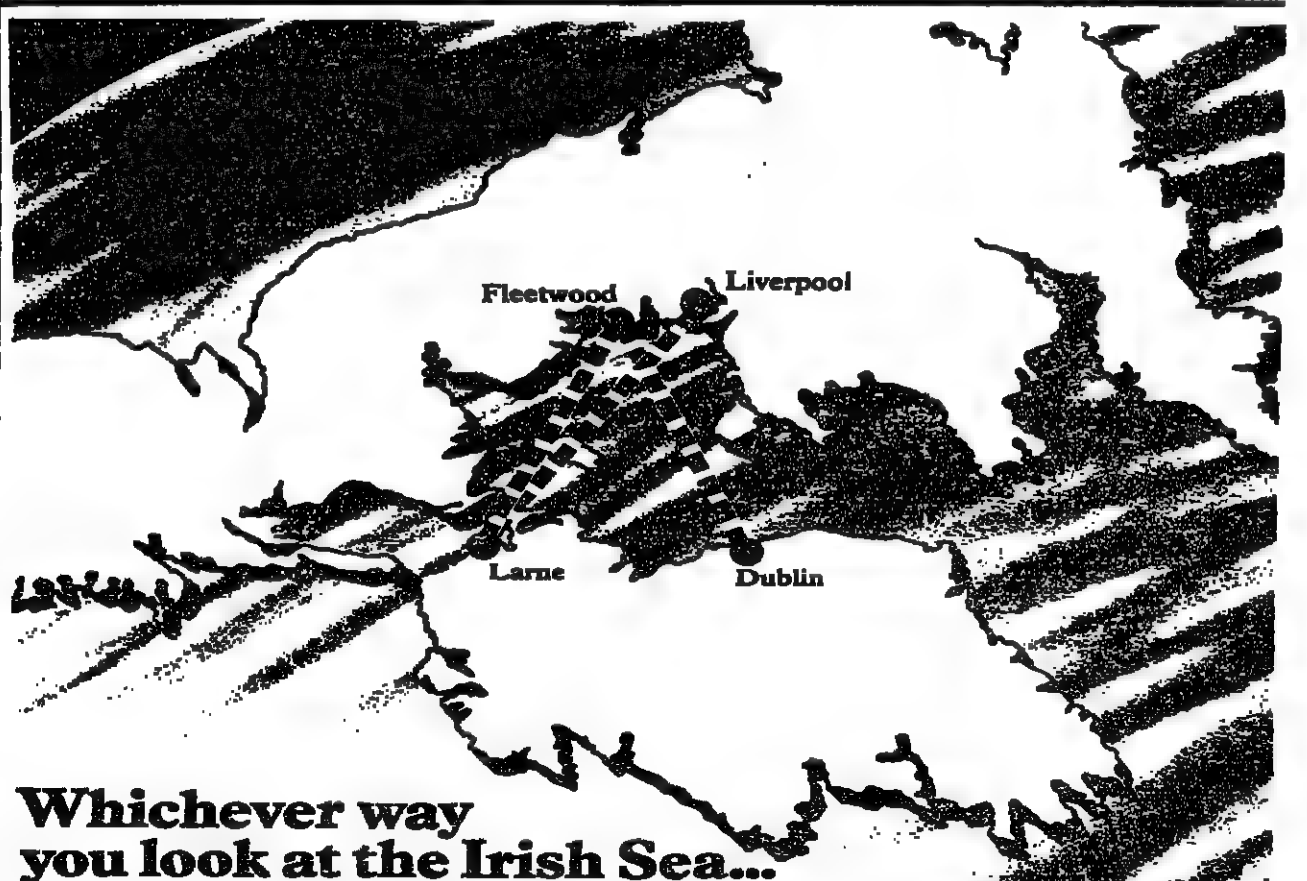 Fleetwood
Liverpool
Larne
Dublin
Whichever way
you look at the Irish Sea...